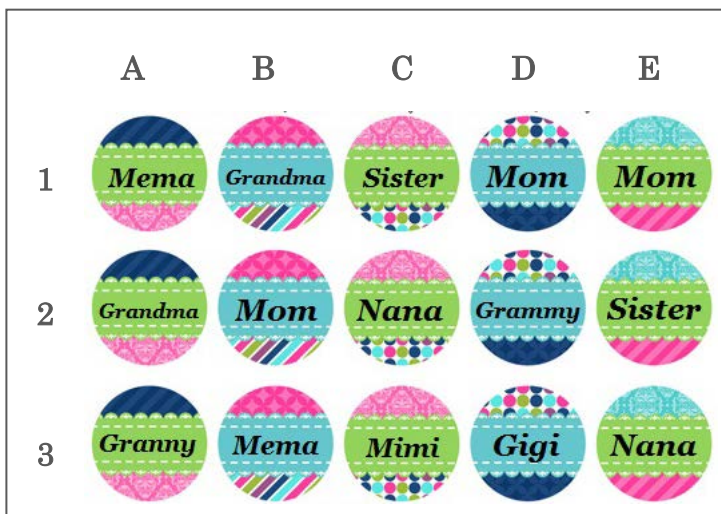 A B C D E
1 Mema Grandma Sister Mom Mom
2 Grandma Mom Nana Grammy Sister
3 Granny Mema Mimi Gigi Nana